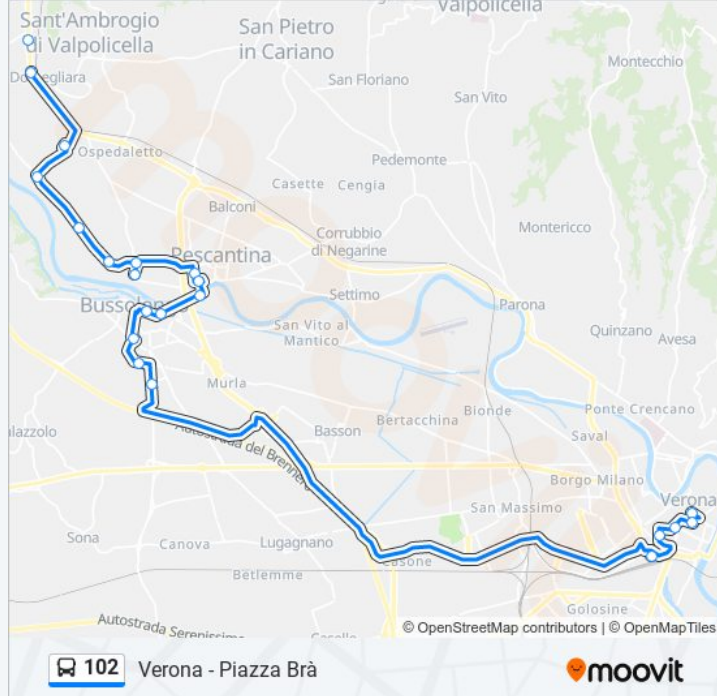 Valpolicella
Sant'Ambrogio
di Valpolicella
San Pietro
in Cariano
Montecchio
San Floriano
San Vito
Ospedaletto
Pedemonte
Casette
Cengia
Balconi
Montericco
Corrubbio
di Negarine
Pescantina
Settimo
Parona
San Vito al
Mantico
Quinzano
Avesa
Murla
Bertacchina
Bionde
Ponte Crencano
Basson
Saval
Autostrada del Brennero
Borgo Milano
San Massimo
Verona
Sona
Canova
Lugagnano
Betlemme
Golosine
Autostrada Serenissima
© OpenStreetMap contributors | © OpenMapTiles
102 Verona - Piazza Brà
moovit